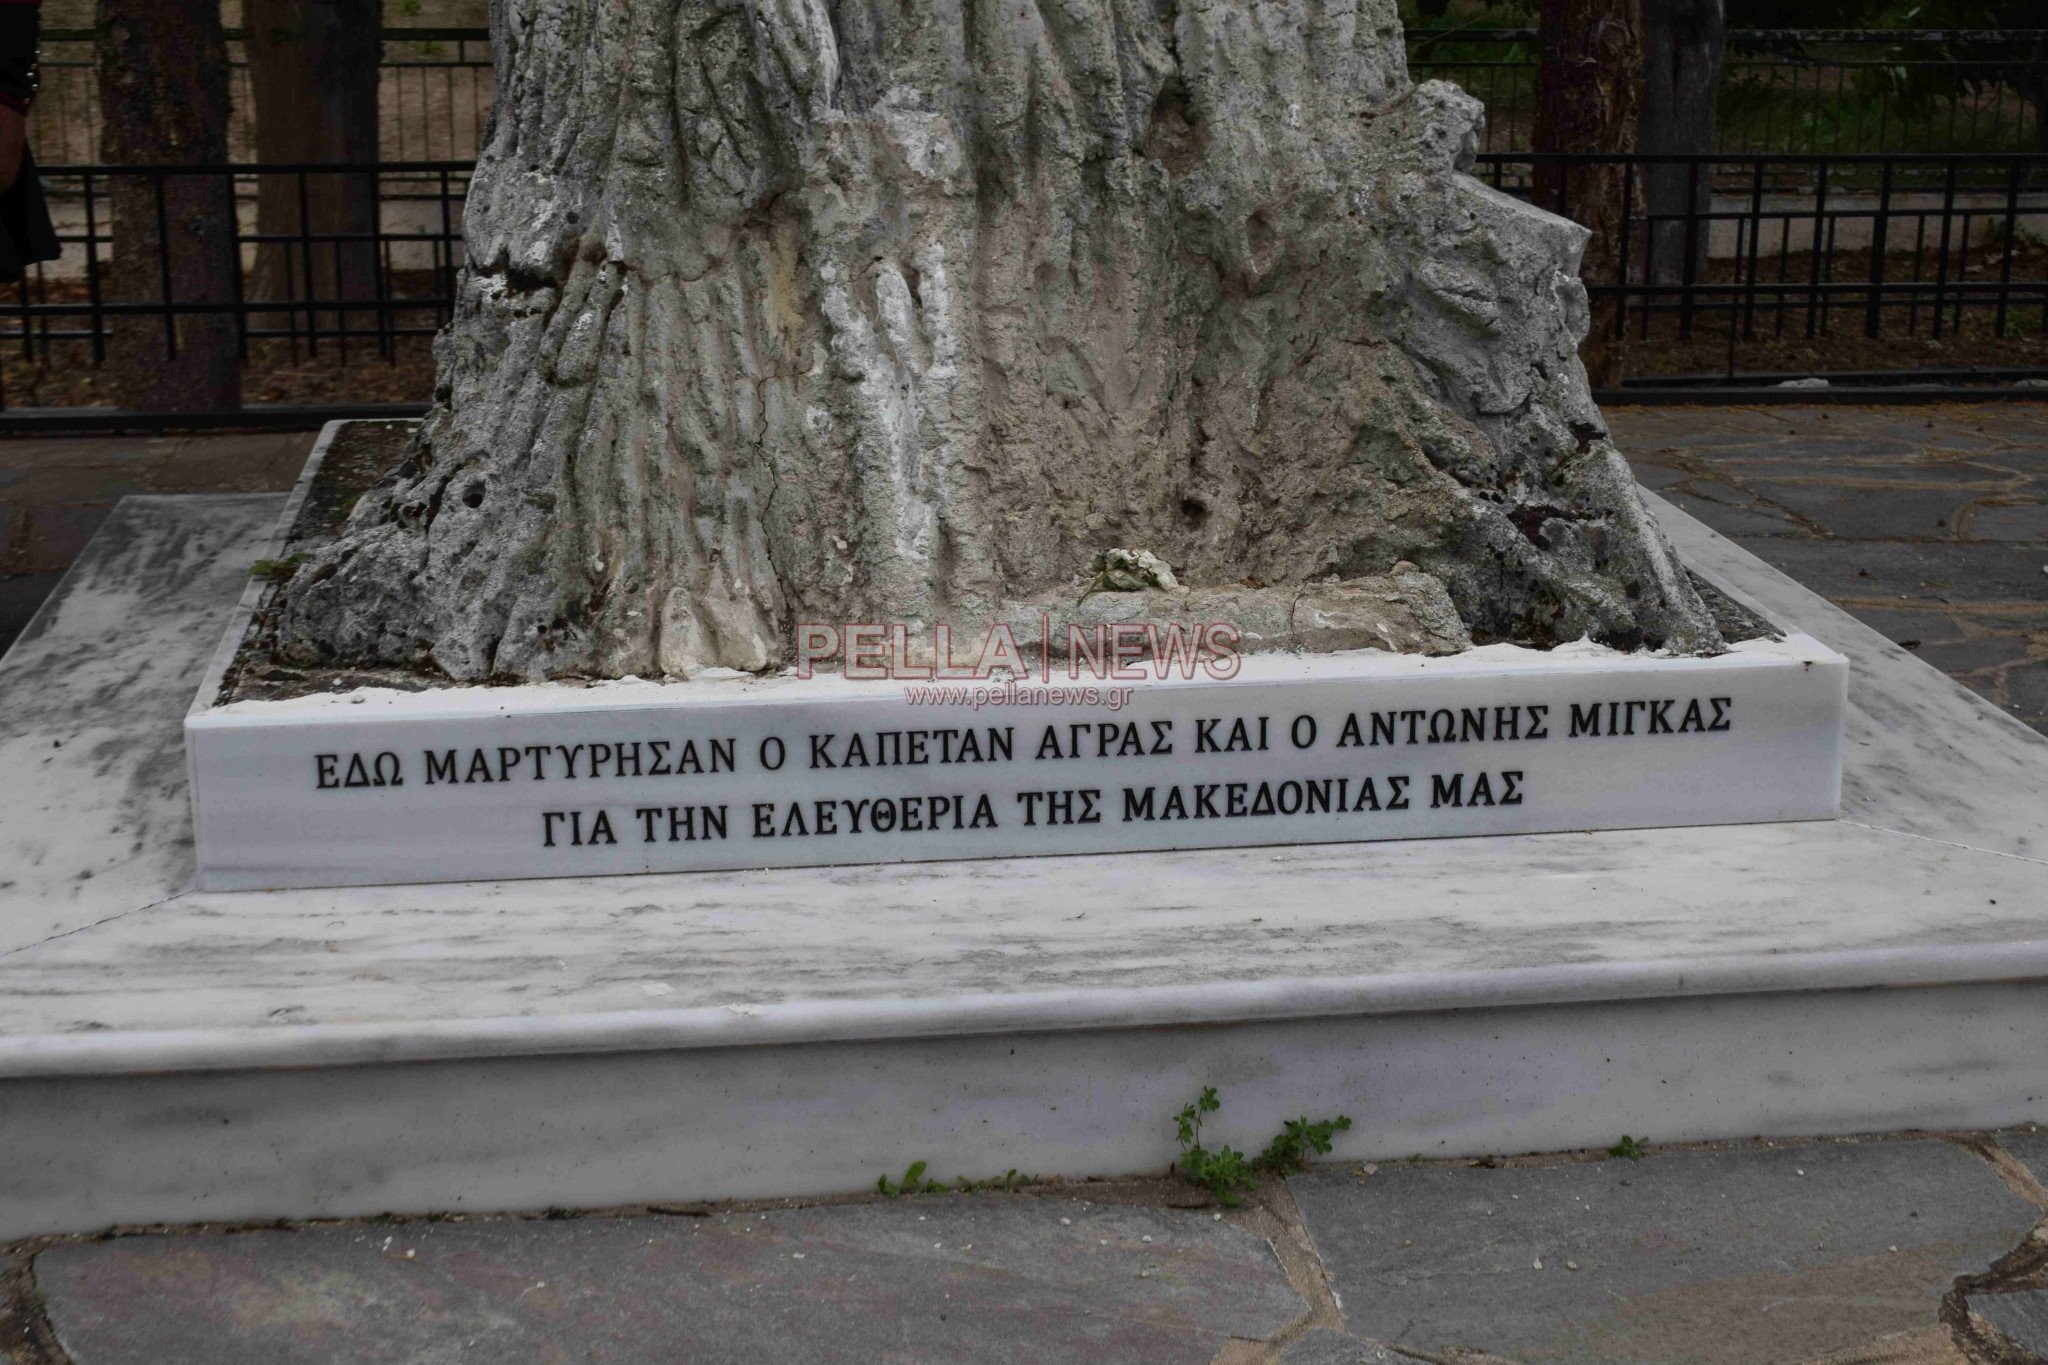 PELLA|NEWS
www.pellanews.gr
ΕΔΩ ΜΑΡΤΥΡΗΣΑΝ Ο ΚΑΠΕΤΑΝ ΑΓΡΑΣ ΚΑΙ Ο ΑΝΤΩΝΗΣ ΜΙΓΚΑΣ
ΓΙΑ ΤΗΝ ΕΛΕΥΘΕΡΙΑ ΤΗΣ ΜΑΚΕΔΟΝΙΑΣ ΜΑΣ